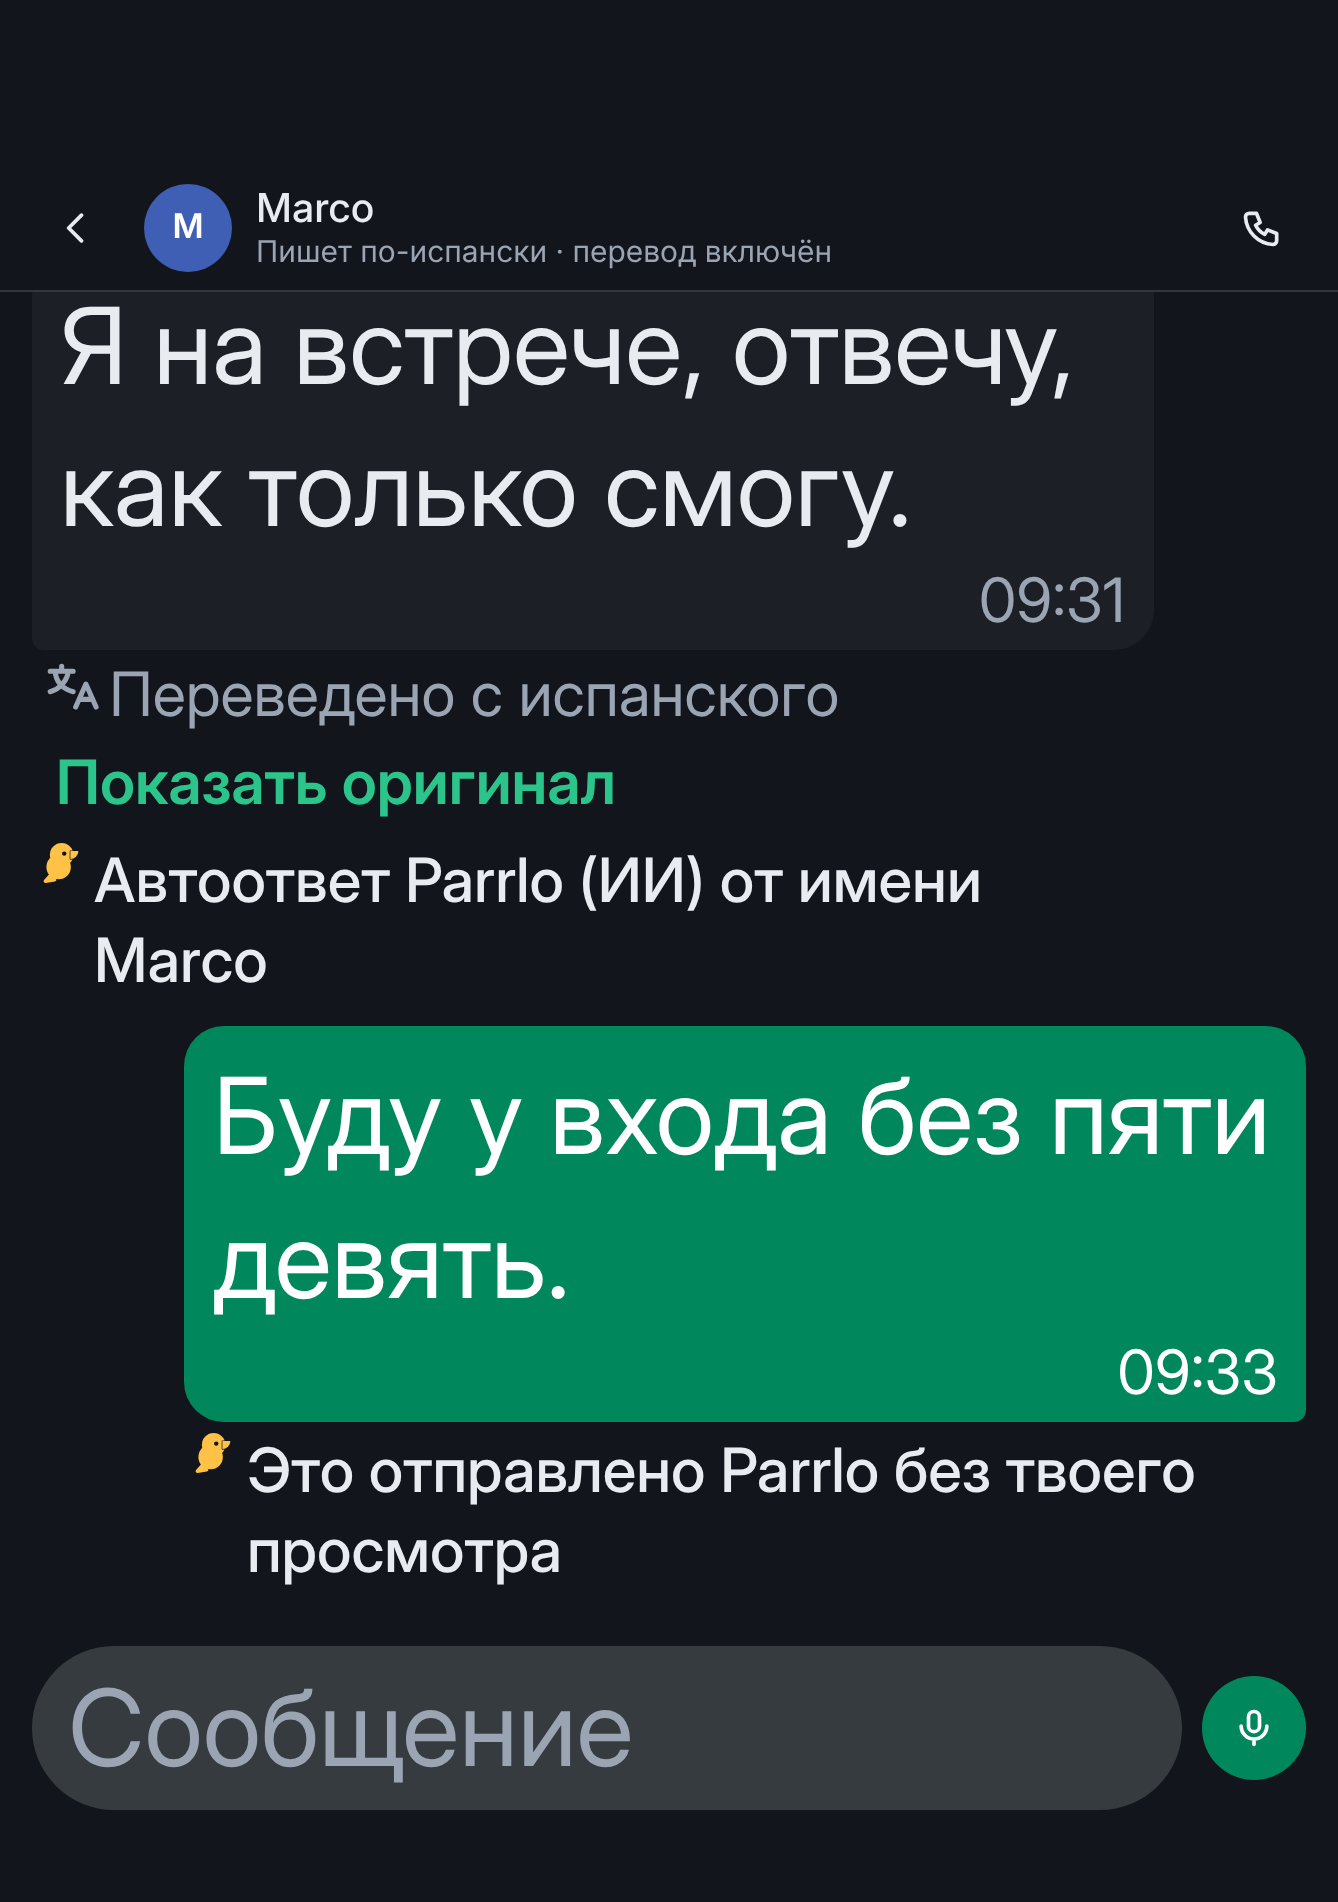 M
Marco
Пишет по-испански · перевод включён
Я на встрече, отвечу,
как только смогу.
09:31
Переведено с испанского
Показать оригинал
Автоответ Parrlo (ИИ) от имени
Marco
Буду у входа без пяти
девять.
09:33
Это отправлено Parrlo без твоего
просмотра
Сообщение